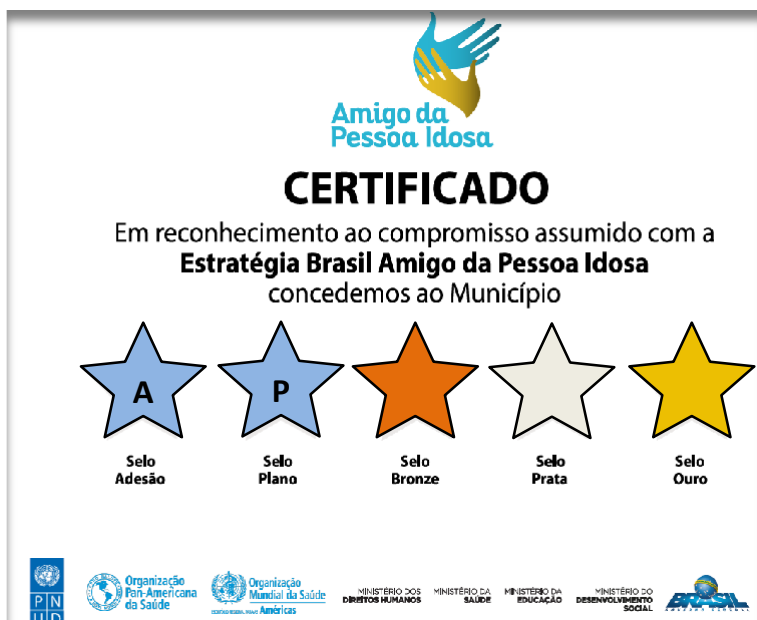 Amigo da
Pessoa Idosa
CERTIFICADO
Em reconhecimento ao compromisso assumido com a
Estratégia Brasil Amigo da Pessoa Idosa
concedemos ao Município
A
P
Selo
Adesão
Selo
Plano
Selo
Bronze
Selo
Prata
Selo
Ouro
P N
U D
Organização
Pan-Americana
da Saúde
Organização
Mundial da Saúde
Américas
MINISTÉRIO DOS
DIREITOS HUMANOS
MINISTÉRIO DA
SAÚDE
MINISTÉRIO DA
EDUCAÇÃO
MINISTÉRIO DO
DESENVOLVIMENTO
SOCIAL
BRASIL